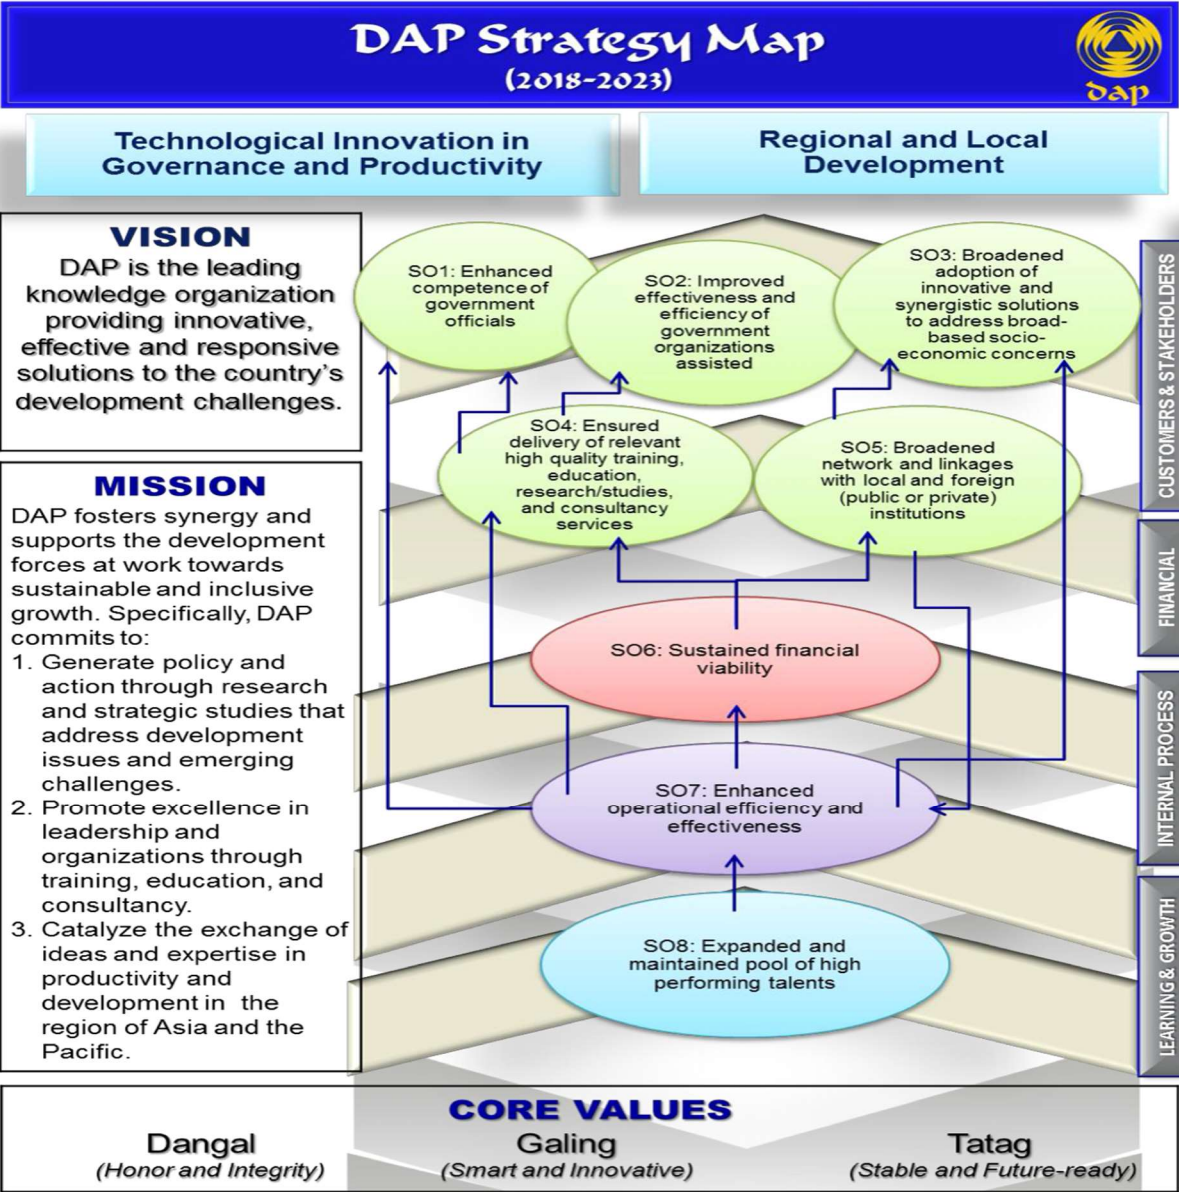 DAP Strategy Map
(2018-2023)
dap
Technological Innovation in
Governance and Productivity
Regional and Local
Development
VISION
DAP is the leading
knowledge organization
providing innovative,
effective and responsive
solutions to the country's
development challenges.
MISSION
DAP fosters synergy and
supports the development
forces at work towards
sustainable and inclusive
growth. Specifically, DAP
commits to:
1. Generate policy and
action through research
and strategic studies that
address development
issues and emerging
challenges.
2. Promote excellence in
leadership and
organizations through
training, education, and
consultancy.
3. Catalyze the exchange of
ideas and expertise in
productivity and
development in the
region of Asia and the
Pacific.
SO1: Enhanced
competence of
government
officials
SO2: Improved
effectiveness and
efficiency of
government
organizations
assisted
SO3: Broadened
adoption of
innovative and
synergistic solutions
to address broad-
based socio-
economic concerns
SO4: Ensured
delivery of relevant
high quality training,
education,
research/studies,
and consultancy
services
SO5: Broadened
network and linkages
with local and foreign
(public or private)
institutions
SO6: Sustained financial
viability
SO7: Enhanced
operational efficiency and
effectiveness
SO8: Expanded and
maintained pool of high
performing talents
CUSTOMERS & STAKEHOLDERS
FINANCIAL
INTERNAL PROCESS
LEARNING & GROWTH
CORE VALUES
Dangal
(Honor and Integrity)
Galing
(Smart and Innovative)
Tatag
(Stable and Future-ready)